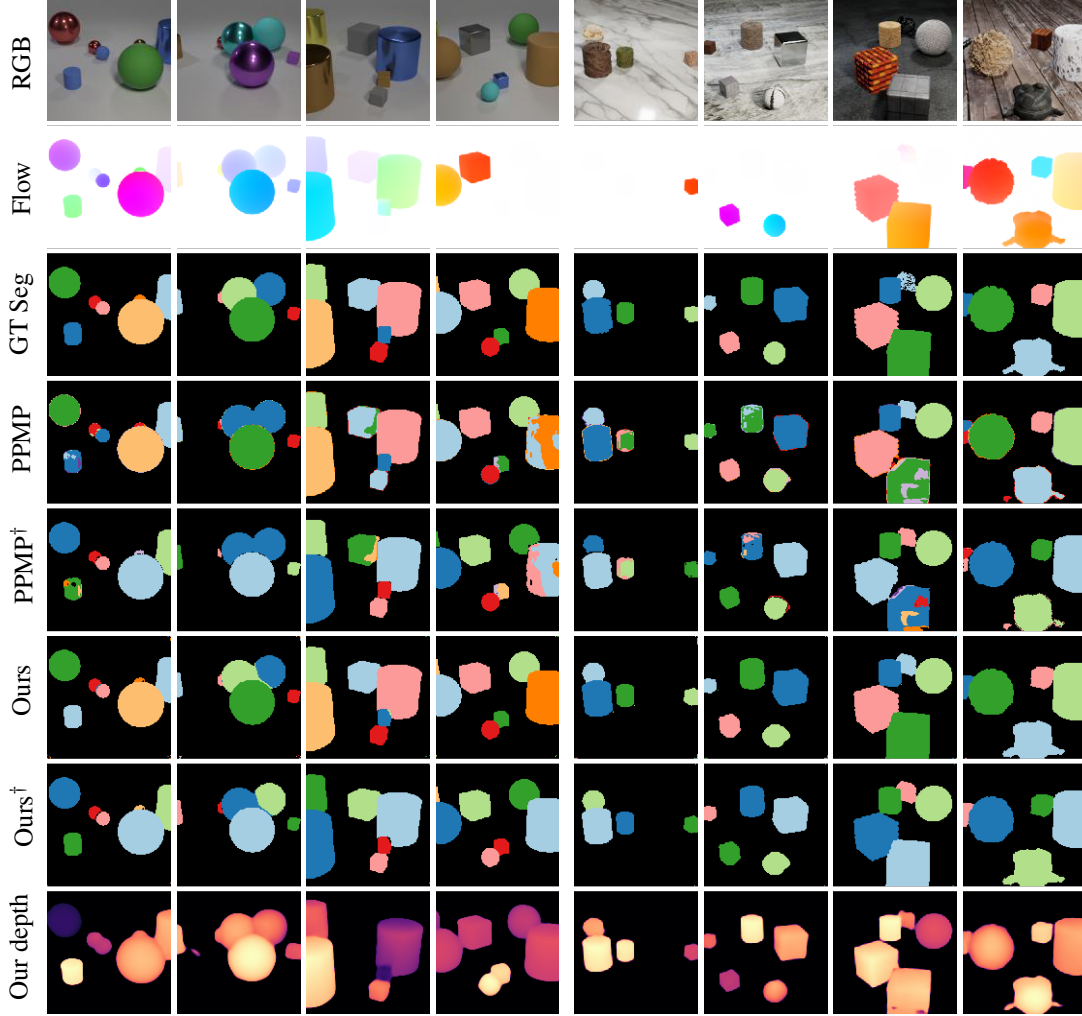 RGB
Flow
GT Seg
PPMP
PPMP†
Ours
Ours†
Our depth